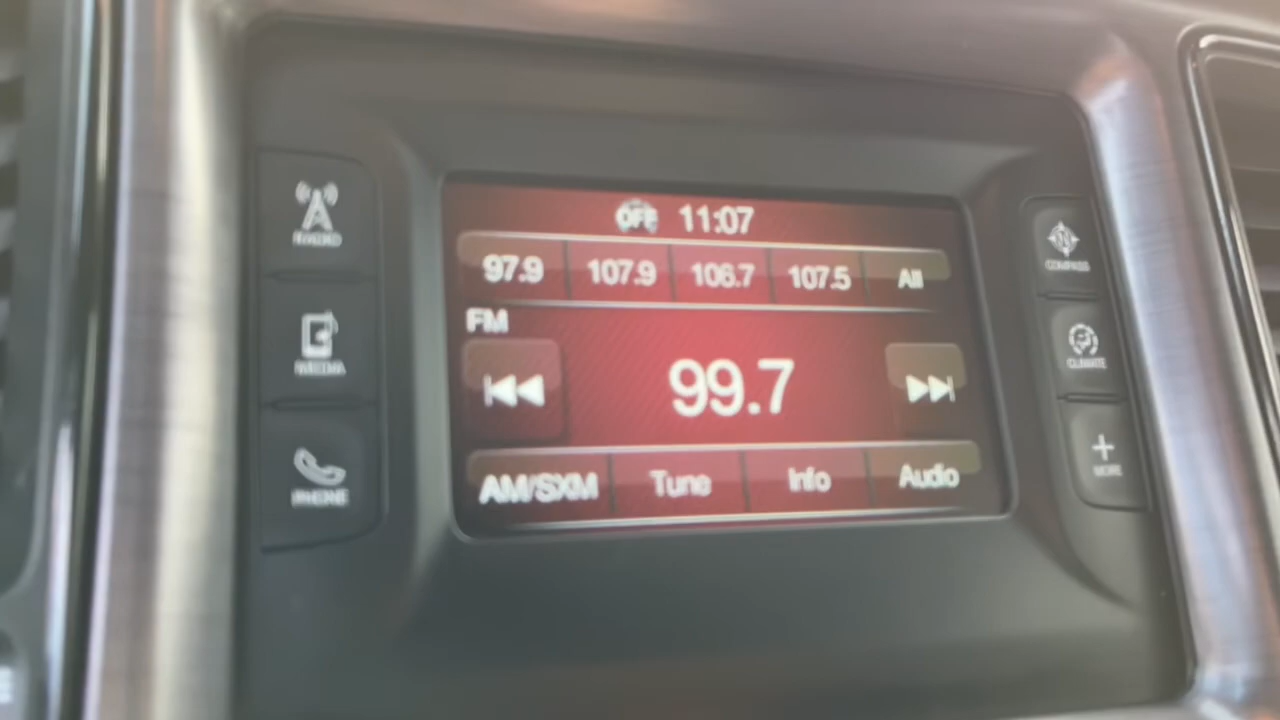 OFF 11:07
97.9 107.9 106.7 107.5 All
FM
99.7
AM/SXM Tune Info Audio
RADIO
MEDIA
PHONE
N
COMPASS
CLIMATE
MORE